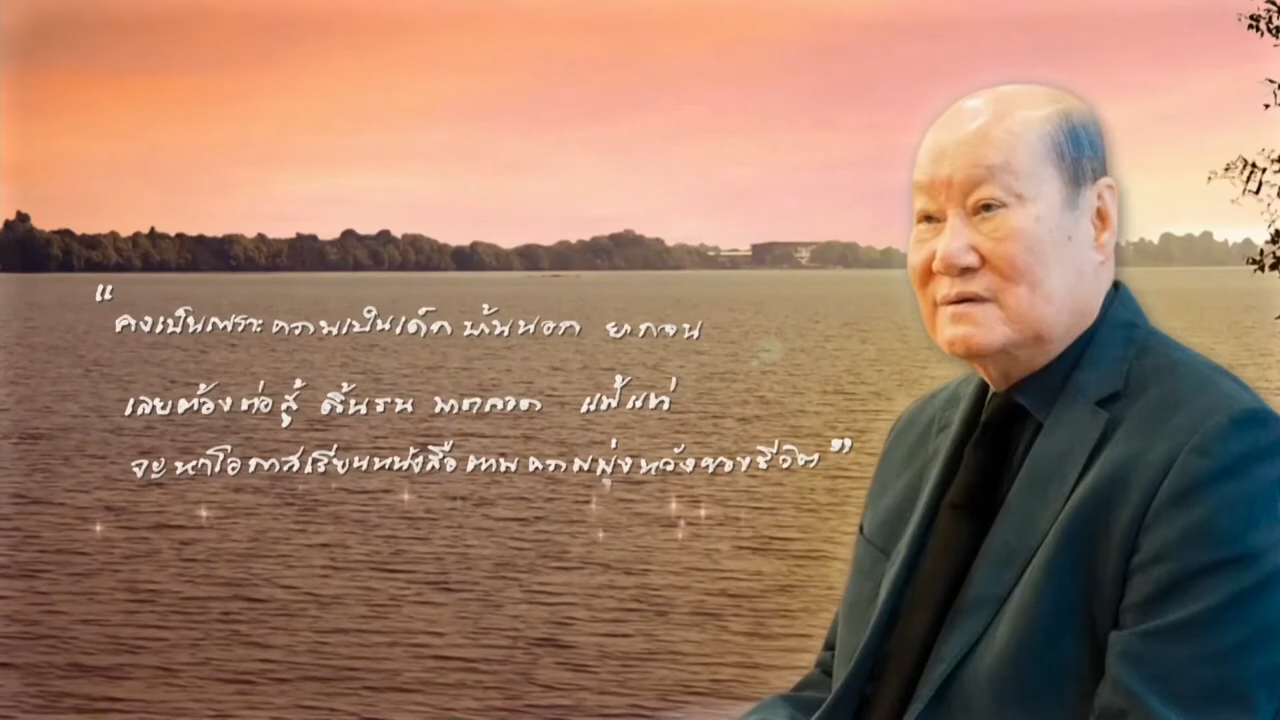 "คงเป็นเพราะความเป็นเด็กบ้านนอก ยากจน
เลยต้องต่อสู้ ดิ้นรน มาตลอด แม้แต่
จะหาโอกาสเรียนหนังสือตามความมุ่งหวังของชีวิต"